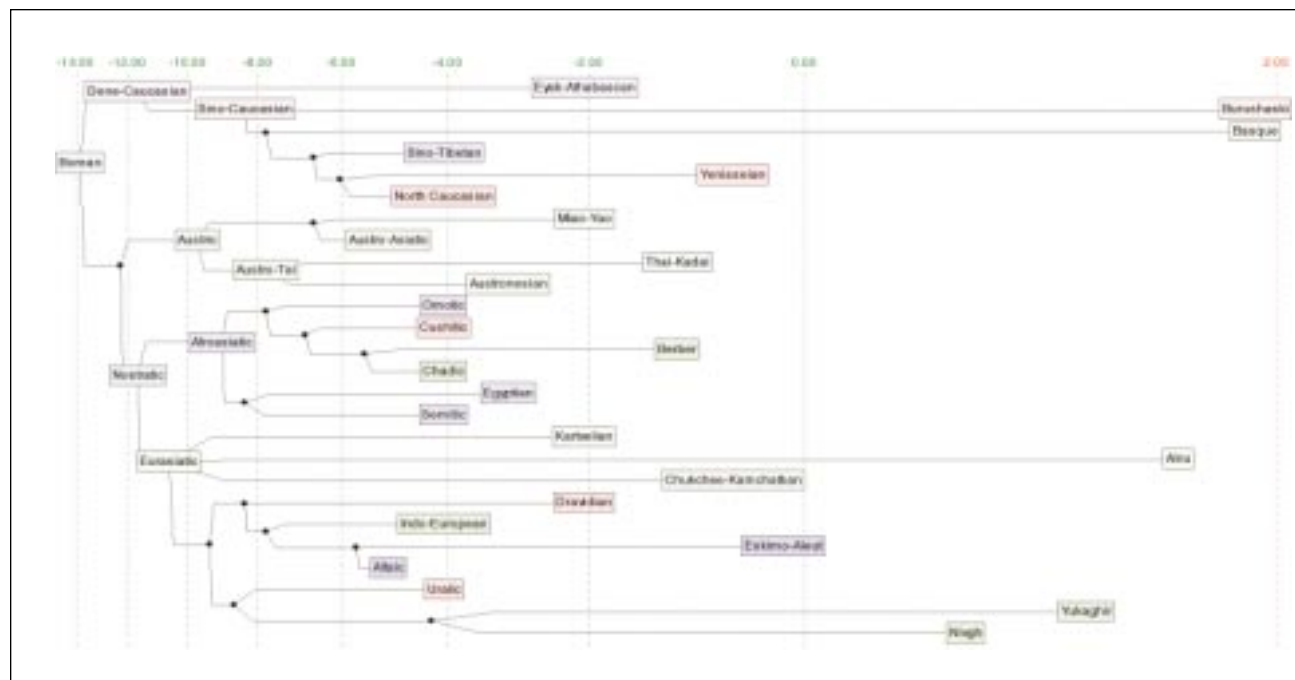 -14.00 -12.00 -10.00 -8.00 -6.00 -4.00 -2.00 0.00 2.00
Eyak-Athabascan
Dene-Caucasian
Sino-Caucasian Burushaski
Basque
Sino-Tibetan
Borean
Yenisseian
North Caucasian
Miao-Yao
Austric Austro-Asiatic
Thai-Kadai
Austro-Tai
Austronesian
Omotic
Cushitic
Afroasiatic
Berber
Nostratic Chadic
Egyptian
Semitic
Kartvelian
Eurasiatic Ainu
Chukchee-Kamchatkan
Dravidian
Indo-European
Eskimo-Aleut
Altaic
Uralic
Yukaghir
Nivgh